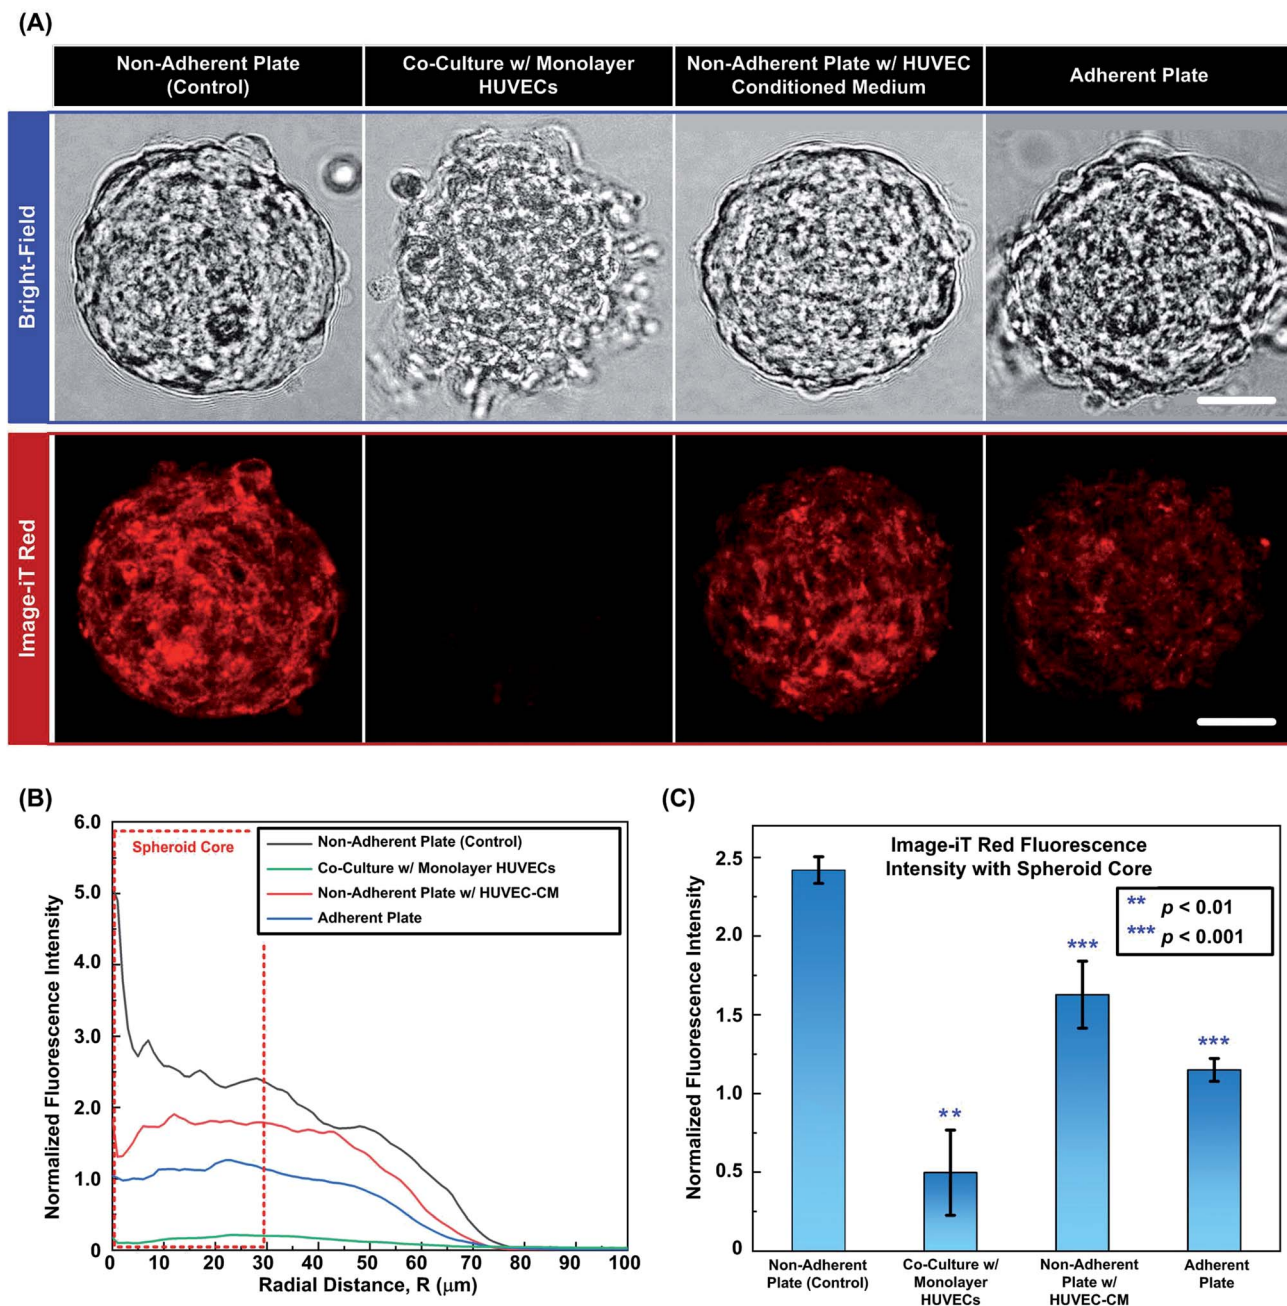 (A)
Non-Adherent Plate
(Control)
Co-Culture w/ Monolayer
HUVECs
Non-Adherent Plate w/ HUVEC
Conditioned Medium
Adherent Plate
Bright-Field
Image-iT Red
(B)
6.0
5.0
4.0
3.0
2.0
1.0
0
Normalized Fluorescence Intensity
Spheroid Core
Non-Adherent Plate (Control)
Co-Culture w/ Monolayer HUVECs
Non-Adherent Plate w/ HUVEC-CM
Adherent Plate
0 10 20 30 40 50 60 70 80 90 100
Radial Distance, R (μm)
(C)
Image-iT Red Fluorescence
Intensity with Spheroid Core
** p < 0.01
*** p < 0.001
2.5
2.0
1.5
1.0
0.5
0
Normalized Fluorescence Intensity
**
***
***
Non-Adherent
Plate (Control)
Co-Culture w/
Monolayer
HUVECs
Non-Adherent
Plate w/
HUVEC-CM
Adherent
Plate